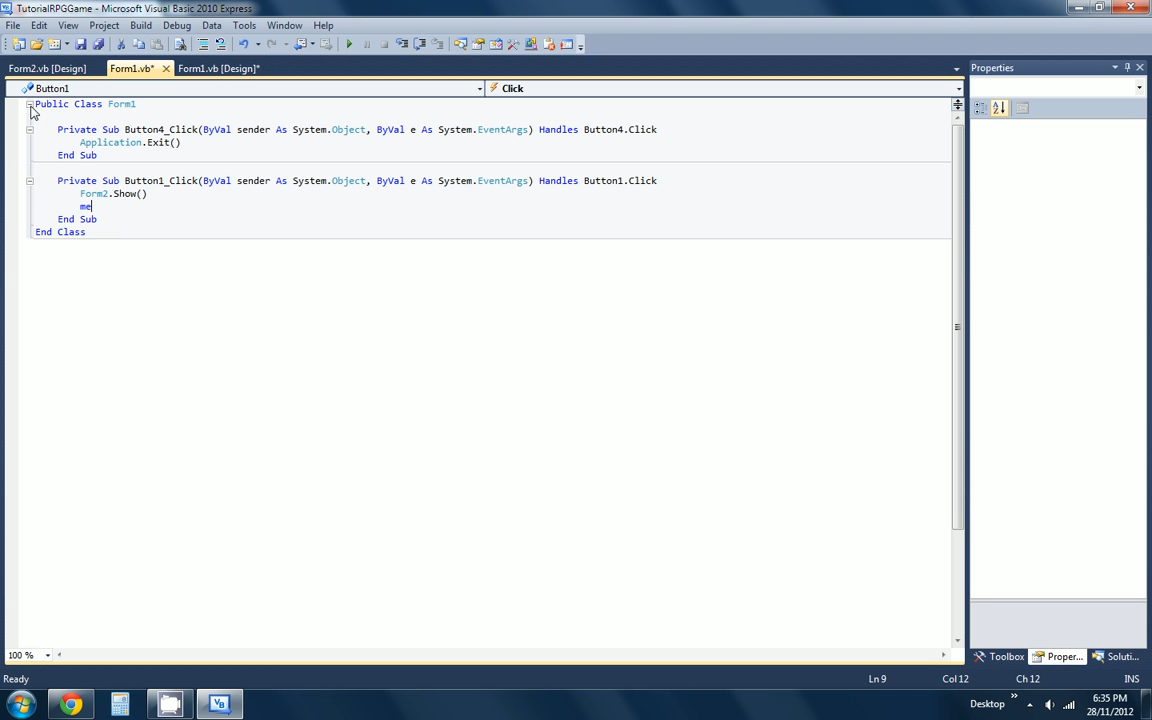 TutorialRPGGame - Microsoft Visual Basic 2010 Express
File Edit View Project Build Debug Data Tools Window Help
Form2.vb [Design] Form1.vb* Form1.vb [Design]*
Properties
Button1 Click
Public Class Form1
Private Sub Button4_Click(ByVal sender As System.Object, ByVal e As System.EventArgs) Handles Button4.Click
Application.Exit()
End Sub
Private Sub Button1_Click(ByVal sender As System.Object, ByVal e As System.EventArgs) Handles Button1.Click
Form2.Show()
me
End Sub
End Class
100 %
Toolbox Proper... Soluti...
Ready Ln 9 Col 12 Ch 12 INS
Desktop » 6:35 PM
28/11/2012